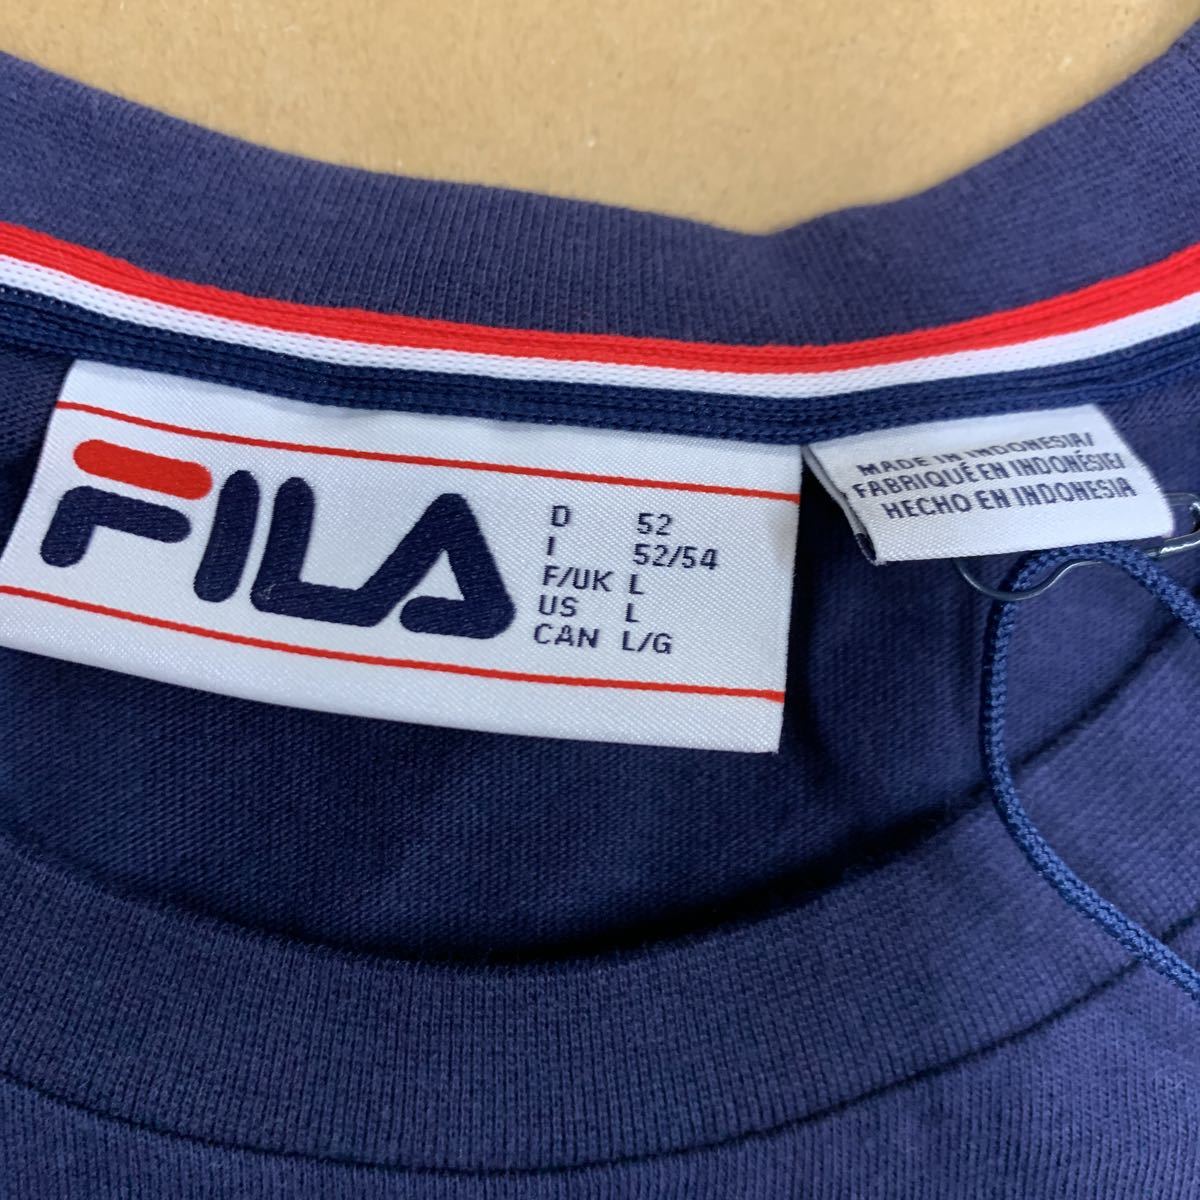 FILA
D 52
I 52/54
F/UK L
US L
CAN L/G
MADE IN INDONESIA/
FABRIQUÉ EN INDONÉSIE/
HECHO EN INDONESIA